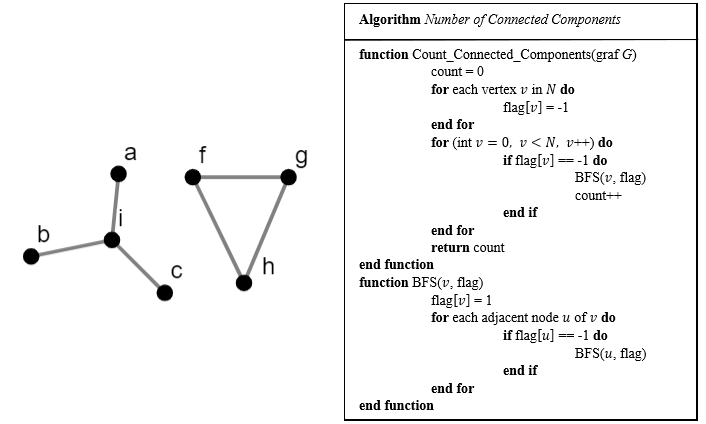 a
f
g
i
b
c
h
Algorithm Number of Connected Components
function Count_Connected_Components(graf G)
count = 0
for each vertex v in N do
flag[v] = -1
end for
for (int v = 0, v < N, v++) do
if flag[v] == -1 do
BFS(v, flag)
count++
end if
end for
return count
end function
function BFS(v, flag)
flag[v] = 1
for each adjacent node u of v do
if flag[u] == -1 do
BFS(u, flag)
end if
end for
end function